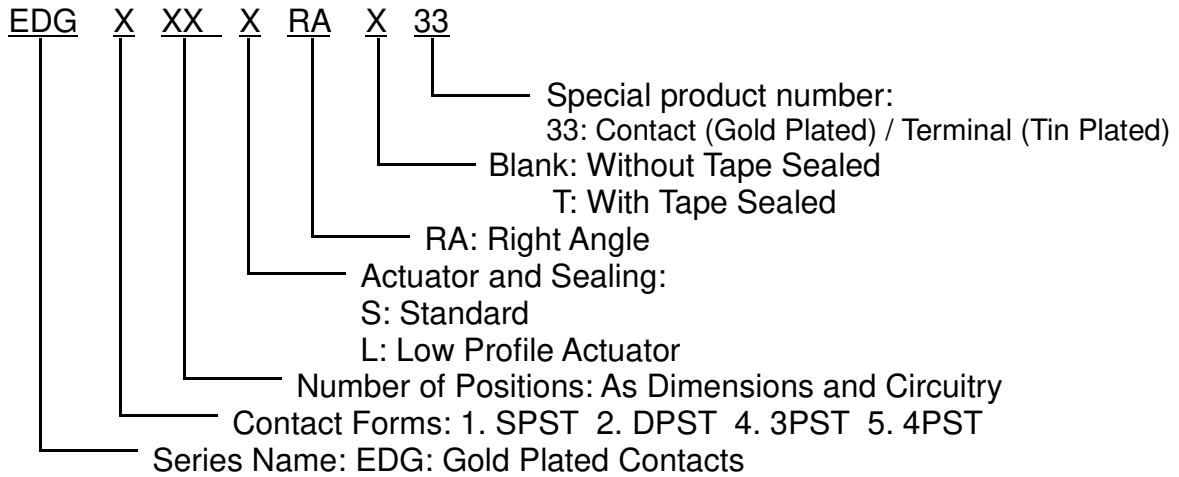 EDG X XX X RA X 33
Special product number:
33: Contact (Gold Plated) / Terminal (Tin Plated)
Blank: Without Tape Sealed
T: With Tape Sealed
RA: Right Angle
Actuator and Sealing:
S: Standard
L: Low Profile Actuator
Number of Positions: As Dimensions and Circuitry
Contact Forms: 1. SPST 2. DPST 4. 3PST 5. 4PST
Series Name: EDG: Gold Plated Contacts